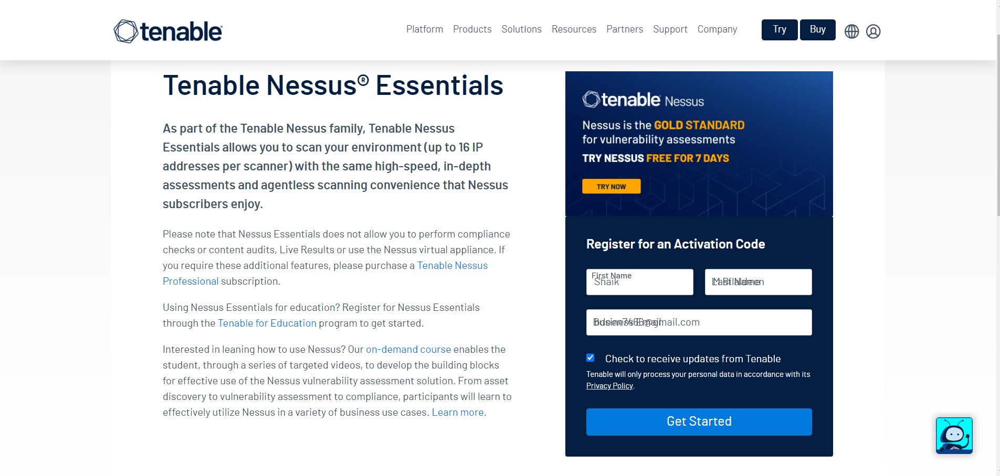 tenable
Platform Products Solutions Resources Partners Support Company Try Buy
Tenable Nessus® Essentials
As part of the Tenable Nessus family, Tenable Nessus
Essentials allows you to scan your environment (up to 16 IP
addresses per scanner) with the same high-speed, in-depth
assessments and agentless scanning convenience that Nessus
subscribers enjoy.
Please note that Nessus Essentials does not allow you to perform compliance
checks or content audits, Live Results or use the Nessus virtual appliance. If
you require these additional features, please purchase a Tenable Nessus
Professional subscription.
Using Nessus Essentials for education? Register for Nessus Essentials
through the Tenable for Education program to get started.
Interested in leaning how to use Nessus? Our on-demand course enables the
student, through a series of targeted videos, to develop the building blocks
for effective use of the Nessus vulnerability assessment solution. From asset
discovery to vulnerability assessment to compliance, participants will learn to
effectively utilize Nessus in a variety of business use cases. Learn more.
tenable Nessus
Nessus is the GOLD STANDARD
for vulnerability assessments
TRY NESSUS FREE FOR 7 DAYS
TRY NOW
Register for an Activation Code
First Name
Shaik
Last Name
Business Email
@gmail.com
Check to receive updates from Tenable
Tenable will only process your personal data in accordance with its
Privacy Policy.
Get Started